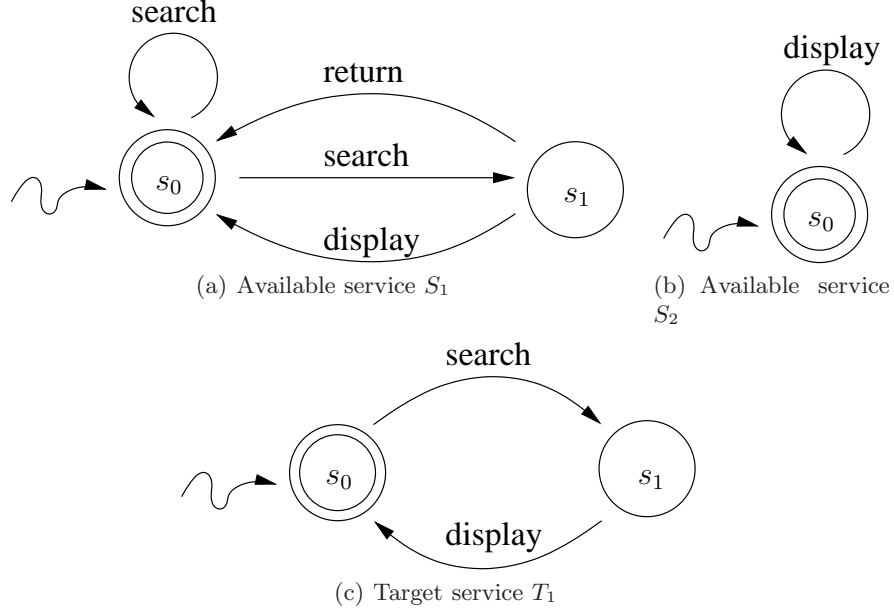 search
return
display
s0
search
s1
display
s0
(a) Available service S1
(b) Available service
S2
search
s0
s1
display
(c) Target service T1